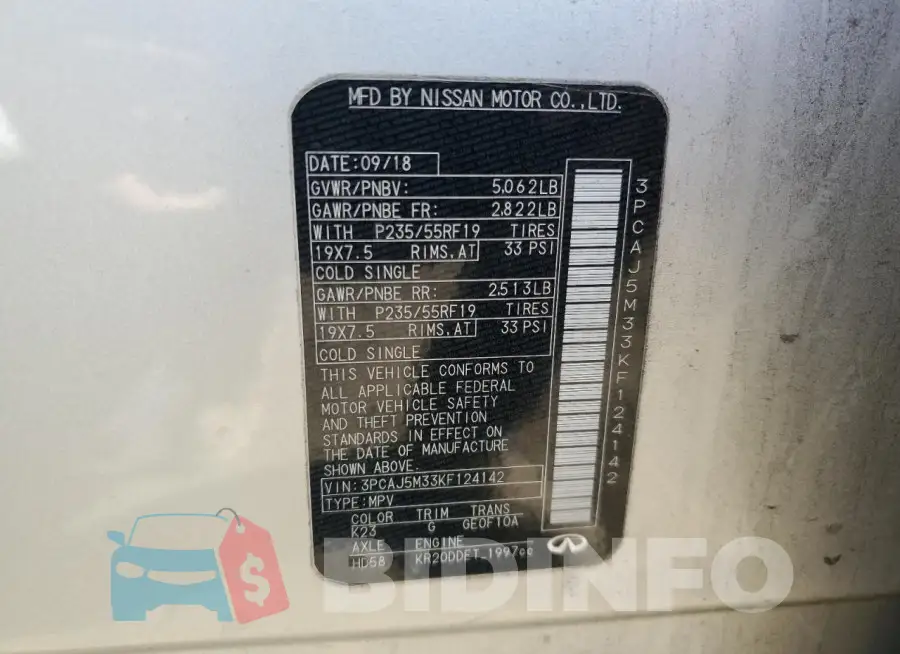 MFD BY NISSAN MOTOR CO.,LTD.
DATE:09/18
GVWR/PNBV: 5,062LB
GAWR/PNBE FR: 2,822LB
WITH P235/55RF19 TIRES
19X7.5 RIMS.AT 33 PSI
COLD SINGLE
GAWR/PNBE RR: 2,513LB
WITH P235/55RF19 TIRES
19X7.5 RIMS.AT 33 PSI
COLD SINGLE
THIS VEHICLE CONFORMS TO
ALL APPLICABLE FEDERAL
MOTOR VEHICLE SAFETY
AND THEFT PREVENTION
STANDARDS IN EFFECT ON
THE DATE OF MANUFACTURE
SHOWN ABOVE.
VIN:3PCAJ5M33KF124142
TYPE:MPV
COLOR TRIM TRANS
K23 G GE0F10A
AXLE ENGINE
HD58 KR20DDET 1997cc
3PCAJ5M33KF124142
$
BIDINFO